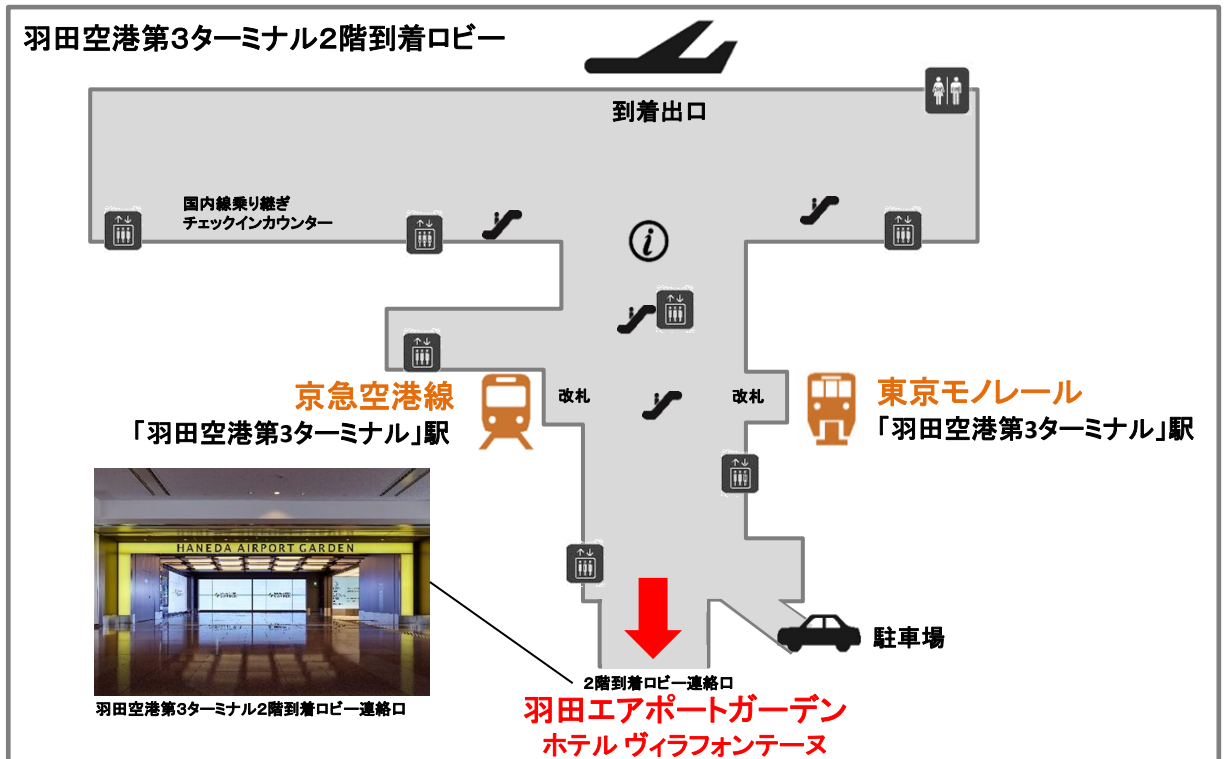 羽田空港第3ターミナル2階到着ロビー
到着出口
国内線乗り継ぎ
チェックインカウンター
i
京急空港線
「羽田空港第3ターミナル」駅
改札
改札
東京モノレール
「羽田空港第3ターミナル」駅
HANEDA AIRPORT GARDEN
駐車場
羽田空港第3ターミナル2階到着ロビー連絡口
2階到着ロビー連絡口
羽田エアポートガーデン
ホテル ヴィラフォンテーヌ